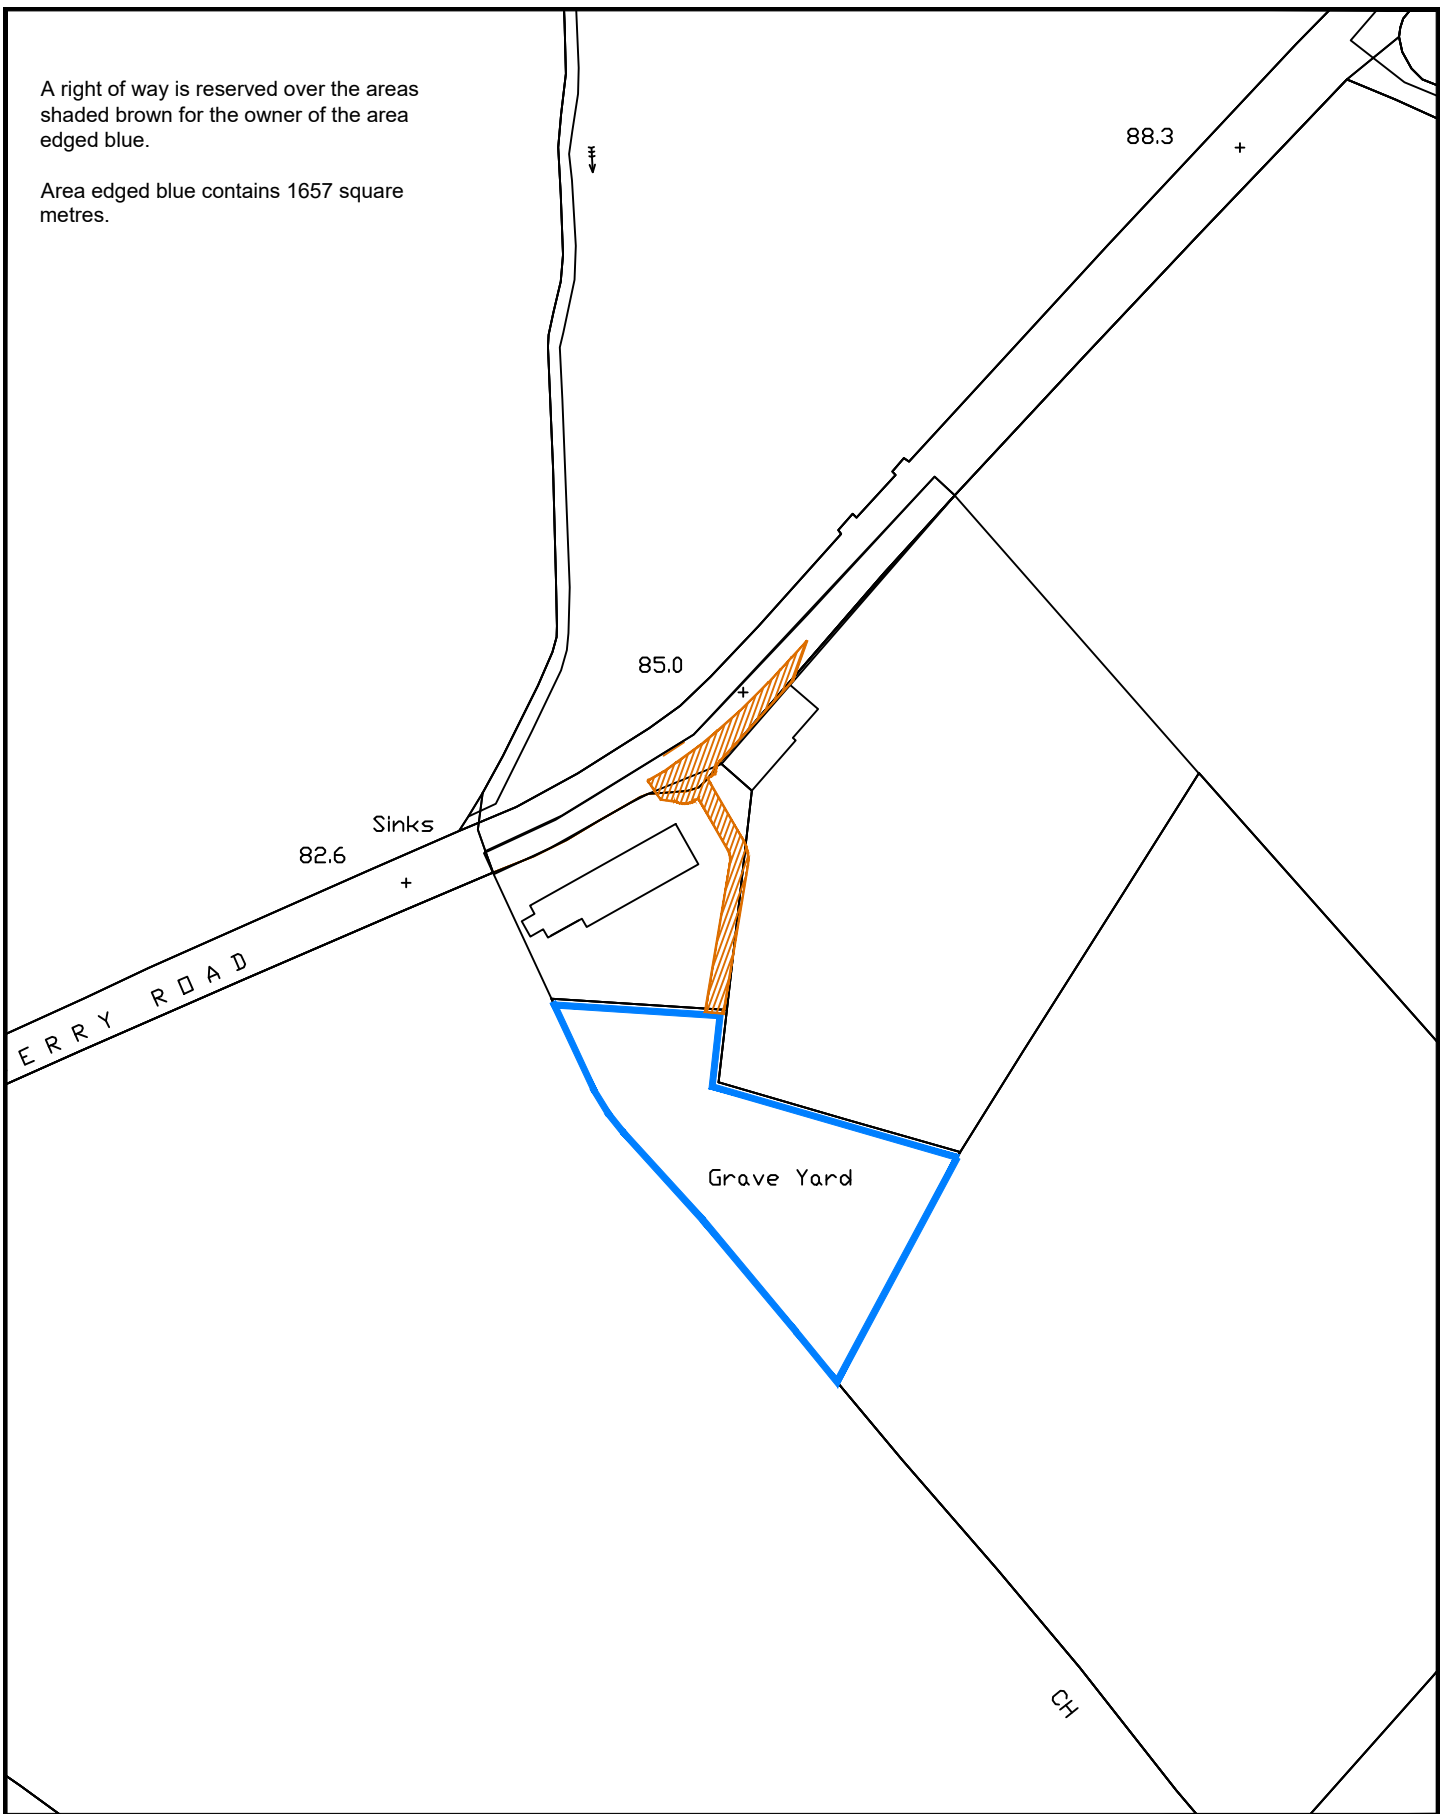 A right of way is reserved over the areas
shaded brown for the owner of the area
edged blue.
Area edged blue contains 1657 square
metres.
88.3
85.0
Sinks
82.6
ERRY ROAD
Grave Yard
CH